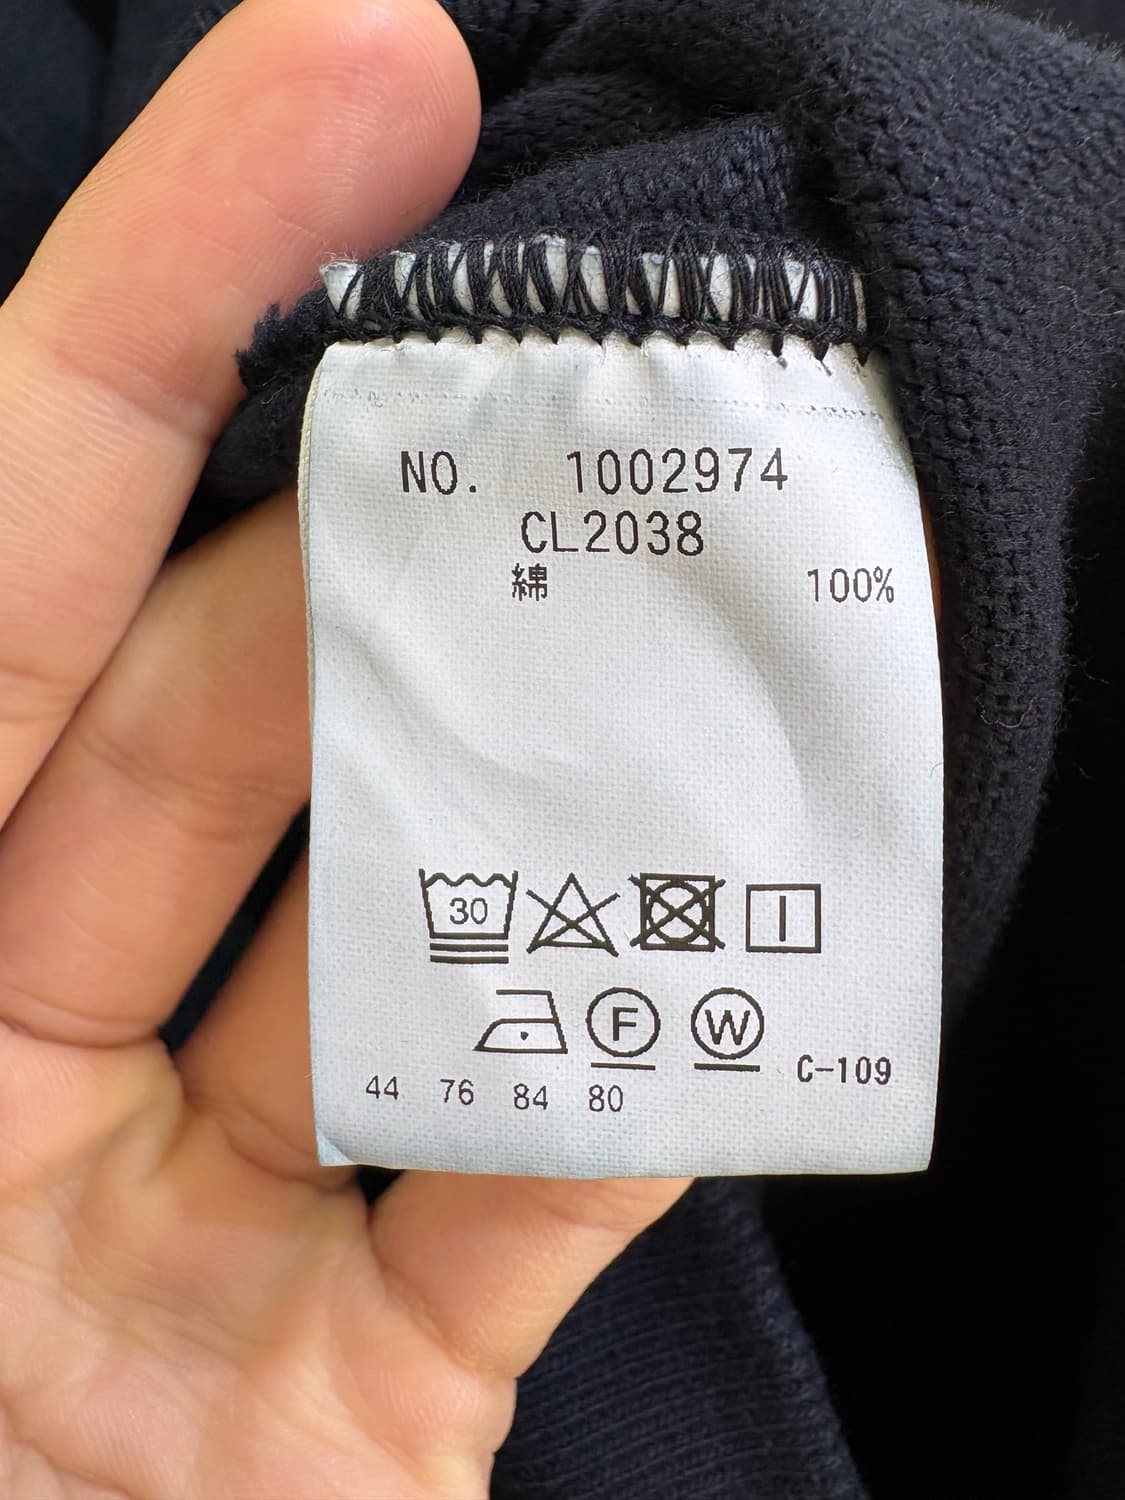 NO. 1002974
CL2038
綿 100%
30
F W
C-109
44 76 84 80